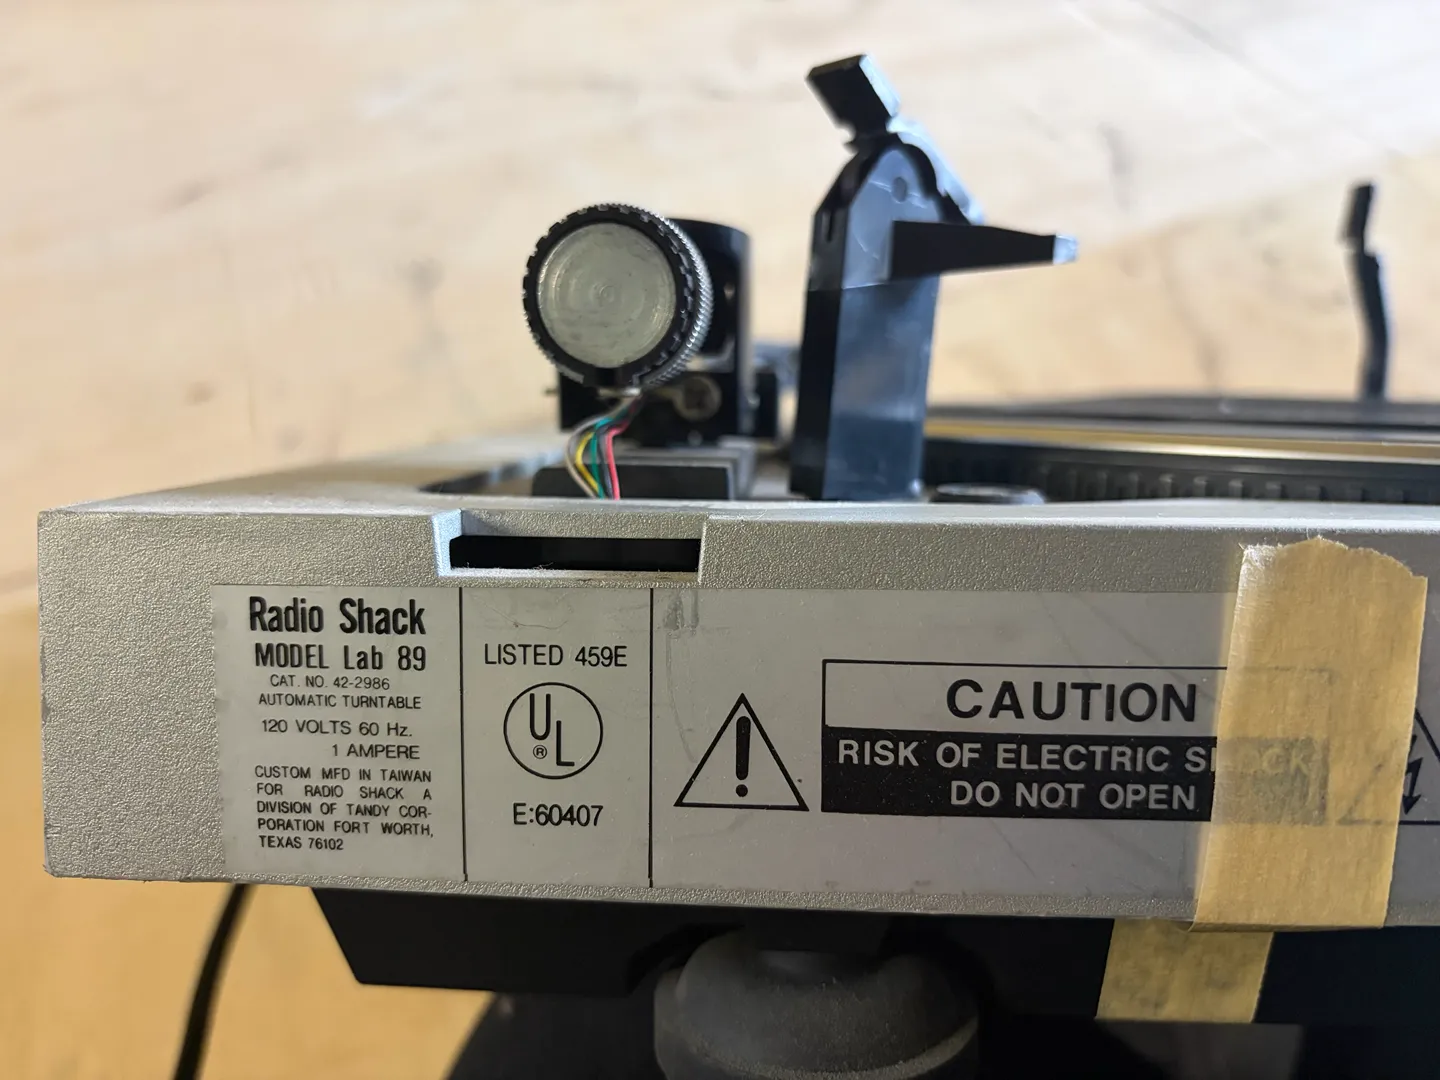 Radio Shack
MODEL Lab 89
CAT. NO. 42-2986
AUTOMATIC TURNTABLE
120 VOLTS 60 Hz.
1 AMPERE
CUSTOM MFD IN TAIWAN
FOR RADIO SHACK A
DIVISION OF TANDY COR-
PORATION FORT WORTH,
TEXAS 76102
LISTED 459E
UL
®
E:60407
CAUTION
RISK OF ELECTRIC SHOCK
DO NOT OPEN